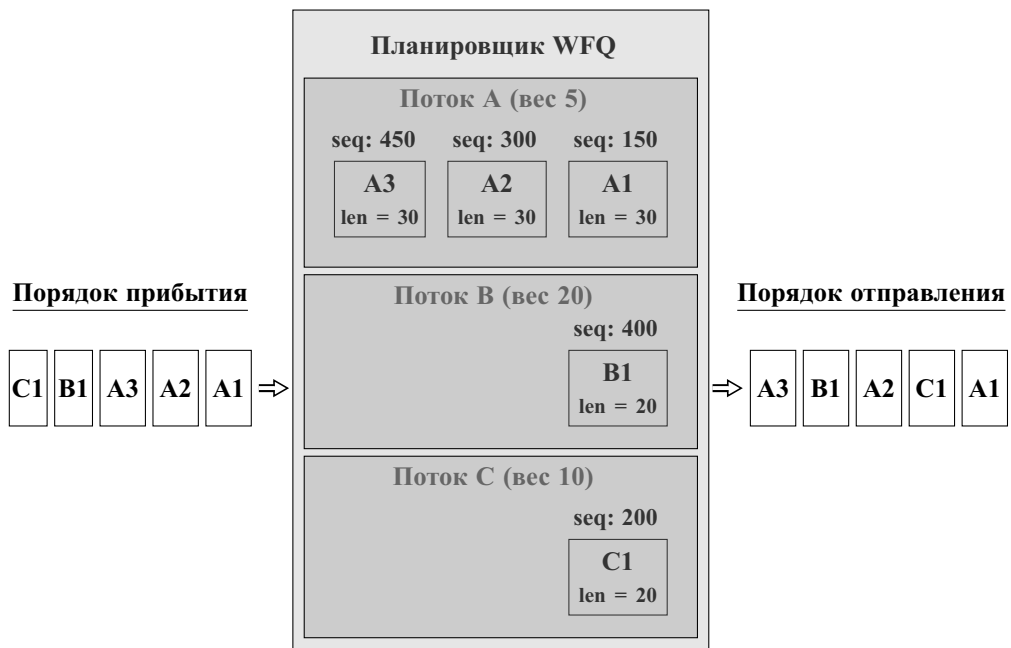 Планировщик WFQ
Поток A (вес 5)
seq: 450 seq: 300 seq: 150
A3 A2 A1
len = 30 len = 30 len = 30
Порядок прибытия
C1 B1 A3 A2 A1
Поток B (вес 20)
seq: 400
B1
len = 20
Поток C (вес 10)
seq: 200
C1
len = 20
Порядок отправления
A3 B1 A2 C1 A1